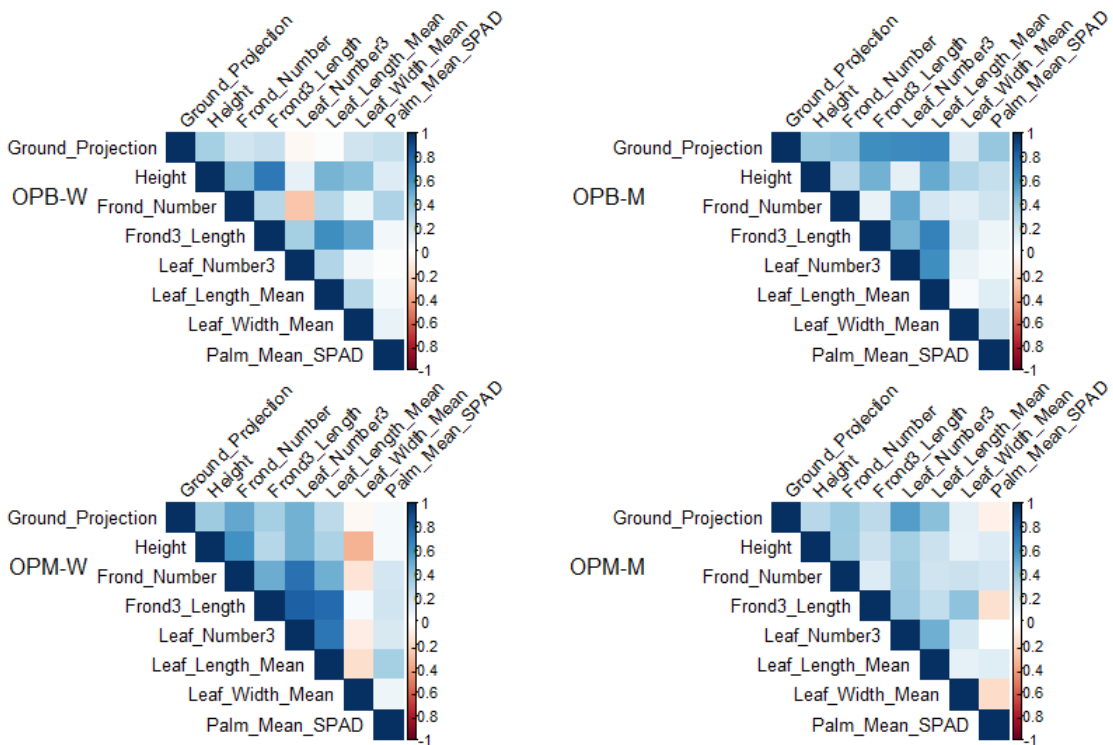 Ground_Projection
Height
Frond_Number
Frond3_Length
Leaf_Number3
Leaf_Length_Mean
Leaf_Width_Mean
Palm_Mean_SPAD
OPB-W
Ground_Projection
Height
Frond_Number
Frond3_Length
Leaf_Number3
Leaf_Length_Mean
Leaf_Width_Mean
Palm_Mean_SPAD
1
0.8
0.6
0.4
0.2
0
0.2
0.4
0.6
0.8
-1
Ground_Projection
Height
Frond_Number
Frond3_Length
Leaf_Number3
Leaf_Length_Mean
Leaf_Width_Mean
Palm_Mean_SPAD
OPB-M
Ground_Projection
Height
Frond_Number
Frond3_Length
Leaf_Number3
Leaf_Length_Mean
Leaf_Width_Mean
Palm_Mean_SPAD
1
0.8
0.6
0.4
0.2
0
0.2
0.4
0.6
0.8
-1
Ground_Projection
Height
Frond_Number
Frond3_Length
Leaf_Number3
Leaf_Length_Mean
Leaf_Width_Mean
Palm_Mean_SPAD
OPM-W
Ground_Projection
Height
Frond_Number
Frond3_Length
Leaf_Number3
Leaf_Length_Mean
Leaf_Width_Mean
Palm_Mean_SPAD
1
0.8
0.6
0.4
0.2
0
0.2
0.4
0.6
0.8
-1
Ground_Projection
Height
Frond_Number
Frond3_Length
Leaf_Number3
Leaf_Length_Mean
Leaf_Width_Mean
Palm_Mean_SPAD
OPM-M
Ground_Projection
Height
Frond_Number
Frond3_Length
Leaf_Number3
Leaf_Length_Mean
Leaf_Width_Mean
Palm_Mean_SPAD
1
0.8
0.6
0.4
0.2
0
0.2
0.4
0.6
0.8
-1